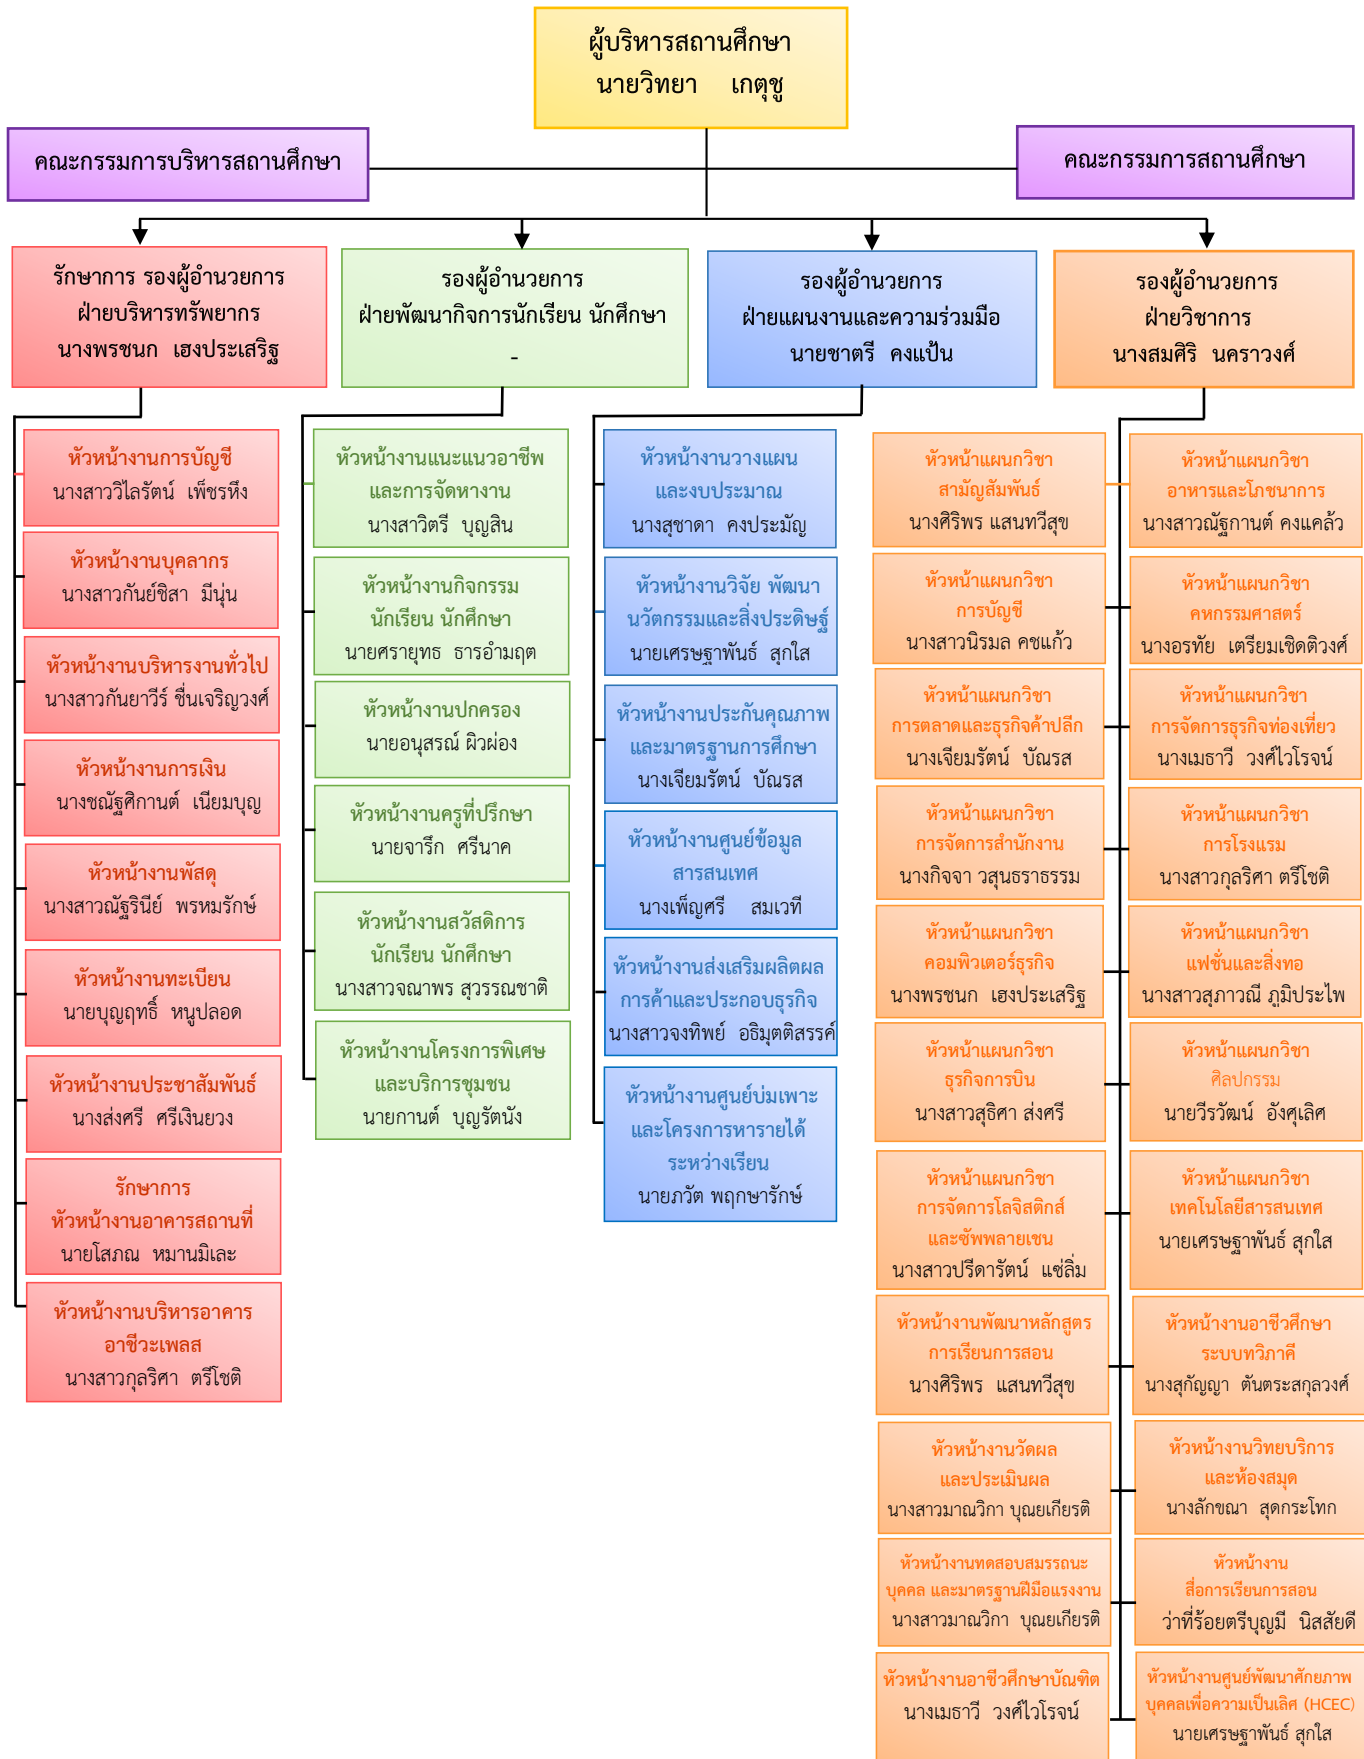 ผู้บริหารสถานศึกษา
นายวิทยา เกตุชู
คณะกรรมการบริหารสถานศึกษา
คณะกรรมการสถานศึกษา
รักษาการ รองผู้อำนวยการ
ฝ่ายบริหารทรัพยากร
นางพรชนก เฮงประเสริฐ
รองผู้อำนวยการ
ฝ่ายพัฒนากิจการนักเรียน นักศึกษา
-
รองผู้อำนวยการ
ฝ่ายแผนงานและความร่วมมือ
นายชาตรี คงแป้น
รองผู้อำนวยการ
ฝ่ายวิชาการ
นางสมศิริ นคราวงศ์
หัวหน้างานการบัญชี
นางสาววิไลรัตน์ เพ็ชรหึง
หัวหน้างานบุคลากร
นางสาวกันย์ชิสา มีนุ่น
หัวหน้างานบริหารงานทั่วไป
นางสาวกันยาวีร์ ชื่นเจริญวงศ์
หัวหน้างานการเงิน
นางชณัฐศิกานต์ เนียมบุญ
หัวหน้างานพัสดุ
นางสาวณัฐรินีย์ พรหมรักษ์
หัวหน้างานทะเบียน
นายบุญฤทธิ์ หนูปลอด
หัวหน้างานประชาสัมพันธ์
นางส่งศรี ศรีเงินยวง
รักษาการ
หัวหน้างานอาคารสถานที่
นายโสภณ หมานมิเละ
หัวหน้างานบริหารอาคาร
อาชีวะเพลส
นางสาวกุลริศา ตรีโชติ
หัวหน้างานแนะแนวอาชีพ
และการจัดหางาน
นางสาวิตรี บุญสิน
หัวหน้างานกิจกรรม
นักเรียน นักศึกษา
นายศรายุทธ ธารอำมฤต
หัวหน้างานปกครอง
นายอนุสรณ์ ผิวผ่อง
หัวหน้างานครูที่ปรึกษา
นายจารึก ศรีนาค
หัวหน้างานสวัสดิการ
นักเรียน นักศึกษา
นางสาวจณาพร สุวรรณชาติ
หัวหน้างานโครงการพิเศษ
และบริการชุมชน
นายกานต์ บุญรัตนัง
หัวหน้างานวางแผน
และงบประมาณ
นางสุชาดา คงประมัญ
หัวหน้างานวิจัย พัฒนา
นวัตกรรมและสิ่งประดิษฐ์
นายเศรษฐาพันธ์ สุกใส
หัวหน้างานประกันคุณภาพ
และมาตรฐานการศึกษา
นางเจียมรัตน์ บัณรส
หัวหน้างานศูนย์ข้อมูล
สารสนเทศ
นางเพ็ญศรี สมเวที
หัวหน้างานส่งเสริมผลิตผล
การค้าและประกอบธุรกิจ
นางสาวจงทิพย์ อธิมุตติสรรค์
หัวหน้างานศูนย์บ่มเพาะ
และโครงการหารายได้
ระหว่างเรียน
นายภวัต พฤกษารักษ์
หัวหน้าแผนกวิชา
สามัญสัมพันธ์
นางศิริพร แสนทวีสุข
หัวหน้าแผนกวิชา
การบัญชี
นางสาวนิรมล คชแก้ว
หัวหน้าแผนกวิชา
การตลาดและธุรกิจค้าปลีก
นางเจียมรัตน์ บัณรส
หัวหน้าแผนกวิชา
การจัดการสำนักงาน
นางกิจจา วสุนธราธรรม
หัวหน้าแผนกวิชา
คอมพิวเตอร์ธุรกิจ
นางพรชนก เฮงประเสริฐ
หัวหน้าแผนกวิชา
ธุรกิจการบิน
นางสาวสุธิศา ส่งศรี
หัวหน้าแผนกวิชา
การจัดการโลจิสติกส์
และซัพพลายเชน
นางสาวปรีดารัตน์ แซ่ลิ่ม
หัวหน้างานพัฒนาหลักสูตร
การเรียนการสอน
นางศิริพร แสนทวีสุข
หัวหน้างานวัดผล
และประเมินผล
นางสาวมาณวิกา บุณยเกียรติ
หัวหน้างานทดสอบสมรรถนะ
บุคคล และมาตรฐานฝีมือแรงงาน
นางสาวมาณวิกา บุณยเกียรติ
หัวหน้างานอาชีวศึกษาบัณฑิต
นางเมธาวี วงศ์ไวโรจน์
หัวหน้าแผนกวิชา
อาหารและโภชนาการ
นางสาวณัฐกานต์ คงแคล้ว
หัวหน้าแผนกวิชา
คหกรรมศาสตร์
นางอรทัย เตรียมเชิดติวงศ์
หัวหน้าแผนกวิชา
การจัดการธุรกิจท่องเที่ยว
นางเมธาวี วงศ์ไวโรจน์
หัวหน้าแผนกวิชา
การโรงแรม
นางสาวกุลริศา ตรีโชติ
หัวหน้าแผนกวิชา
แฟชั่นและสิ่งทอ
นางสาวสุภาวณี ภูมิประไพ
หัวหน้าแผนกวิชา
ศิลปกรรม
นายวีรวัฒน์ อังศุเลิศ
หัวหน้าแผนกวิชา
เทคโนโลยีสารสนเทศ
นายเศรษฐาพันธ์ สุกใส
หัวหน้างานอาชีวศึกษา
ระบบทวิภาคี
นางสุกัญญา ตันตระสกุลวงศ์
หัวหน้างานวิทยบริการ
และห้องสมุด
นางลักขณา สุดกระโทก
หัวหน้างาน
สื่อการเรียนการสอน
ว่าที่ร้อยตรีบุญมี นิสสัยดี
หัวหน้างานศูนย์พัฒนาศักยภาพ
บุคคลเพื่อความเป็นเลิศ (HCEC)
นายเศรษฐาพันธ์ สุกใส